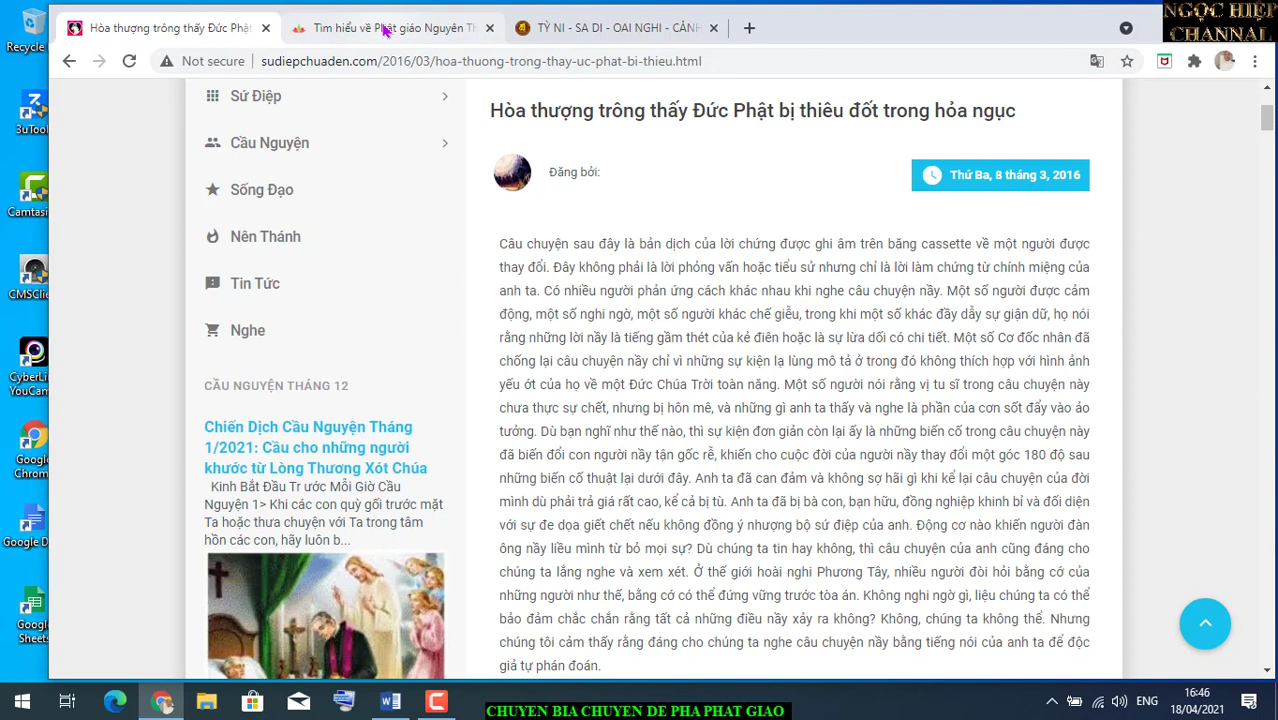 Hòa thượng trông thấy Đức Phật
Tìm hiểu về Phật giáo Nguyên Th
TỲ NI - SA DI - OAI NGHI - CẢNH
NGỌC HIỆP
CHANNAL
Not secure
sudiepchuaden.com/2016/03/hoa-thuong-trong-thay-uc-phat-bi-thieu.html
Recycle
3uTool
Camtasi
CMSClie
CyberLin
YouCam
Google
Chrom
Google D
Google
Sheets
Sứ Điệp
Cầu Nguyện
Sống Đạo
Nên Thánh
Tin Tức
Nghe
CẦU NGUYỆN THÁNG 12
Chiến Dịch Cầu Nguyện Tháng
1/2021: Cầu cho những người
khước từ Lòng Thương Xót Chúa
Kinh Bắt Đầu Tr ước Mỗi Giờ Cầu
Nguyện 1> Khi các con quỳ gối trước mặt
Ta hoặc thưa chuyện với Ta trong tâm
hồn các con, hãy luôn b...
Hòa thượng trông thấy Đức Phật bị thiêu đốt trong hỏa ngục
Đăng bởi:
Thứ Ba, 8 tháng 3, 2016
Câu chuyện sau đây là bản dịch của lời chứng được ghi âm trên băng cassette về một người được
thay đổi. Đây không phải là lời phỏng vấn hoặc tiểu sử nhưng chỉ là lời làm chứng từ chính miệng của
anh ta. Có nhiều người phản ứng cách khác nhau khi nghe câu chuyện nầy. Một số người được cảm
động, một số nghi ngờ, một số người khác chế giễu, trong khi một số khác đầy dẫy sự giận dữ, họ nói
rằng những lời nầy là tiếng gầm thét của kẻ điên hoặc là sự lừa dối có chi tiết. Một số Cơ đốc nhân đã
chống lại câu chuyện nầy chỉ vì những sự kiện lạ lùng mô tả ở trong đó không thích hợp với hình ảnh
yếu ớt của họ về một Đức Chúa Trời toàn năng. Một số người nói rằng vị tu sĩ trong câu chuyện này
chưa thực sự chết, nhưng bị hôn mê, và những gì anh ta thấy và nghe là phần của cơn sốt đẩy vào ảo
tưởng. Dù bạn nghĩ như thế nào, thì sự kiện đơn giản còn lại ấy là những biến cố trong câu chuyện này
đã biến đổi con người nầy tận gốc rễ, khiến cho cuộc đời của người nầy thay đổi một góc 180 độ sau
những biến cố thuật lại dưới đây. Anh ta đã can đảm và không sợ hãi gì khi kể lại câu chuyện của đời
mình dù phải trả giá rất cao, kể cả bị tù. Anh ta đã bị bà con, bạn hữu, đồng nghiệp khinh bỉ và đối diện
với sự đe dọa giết chết nếu không đồng ý nhượng bộ sứ điệp của anh. Động cơ nào khiến người đàn
ông nầy liều mình từ bỏ mọi sự? Dù chúng ta tin hay không, thì câu chuyện của anh cũng đáng cho
chúng ta lắng nghe và xem xét. Ở thế giới hoài nghi Phương Tây, nhiều người đòi hỏi bằng cớ của
những người như thế, bằng cớ có thể đứng vững trước tòa án. Không nghi ngờ gì, liệu chúng ta có thể
bảo đảm chắc chắn rằng tất cả những điều nầy xảy ra không? Không, chúng ta không thể. Nhưng
chúng tôi cảm thấy rằng đáng cho chúng ta nghe câu chuyện nầy bằng tiếng nói của anh ta để độc
giả tự phán đoán.
ENG
16:46
18/04/2021
CHUYEN BIA CHUYEN DE PHA PHAT GIAO